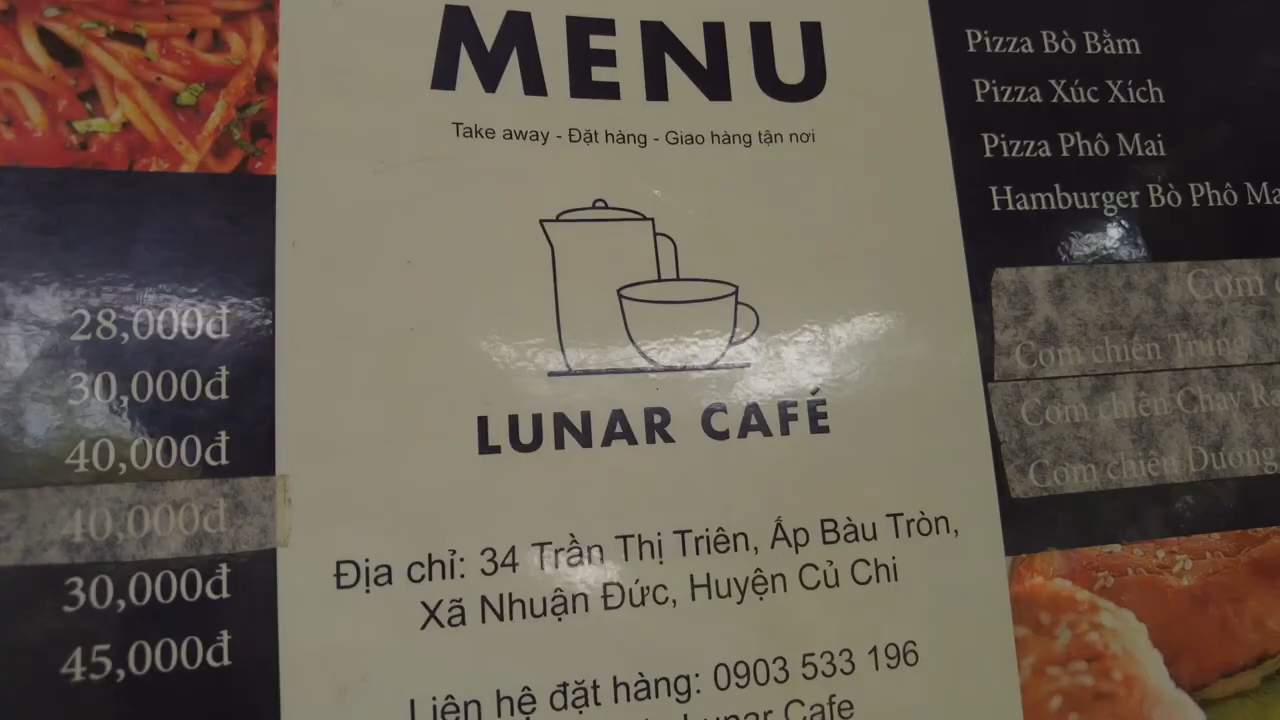 28,000đ
30,000đ
40,000đ
40,000đ
30,000đ
45,000đ
MENU
Take away - Đặt hàng - Giao hàng tận nơi
LUNAR CAFÉ
Địa chỉ: 34 Trần Thị Triên, Ấp Bàu Tròn,
Xã Nhuận Đức, Huyện Củ Chi
Liên hệ đặt hàng: 0903 533 196
Lunar Cafe
Pizza Bò Bằm
Pizza Xúc Xích
Pizza Phô Mai
Hamburger Bò Phô
Cơm
Cơm chiên Trứng
Cơm chiên Chay
Cơm chiên Dương